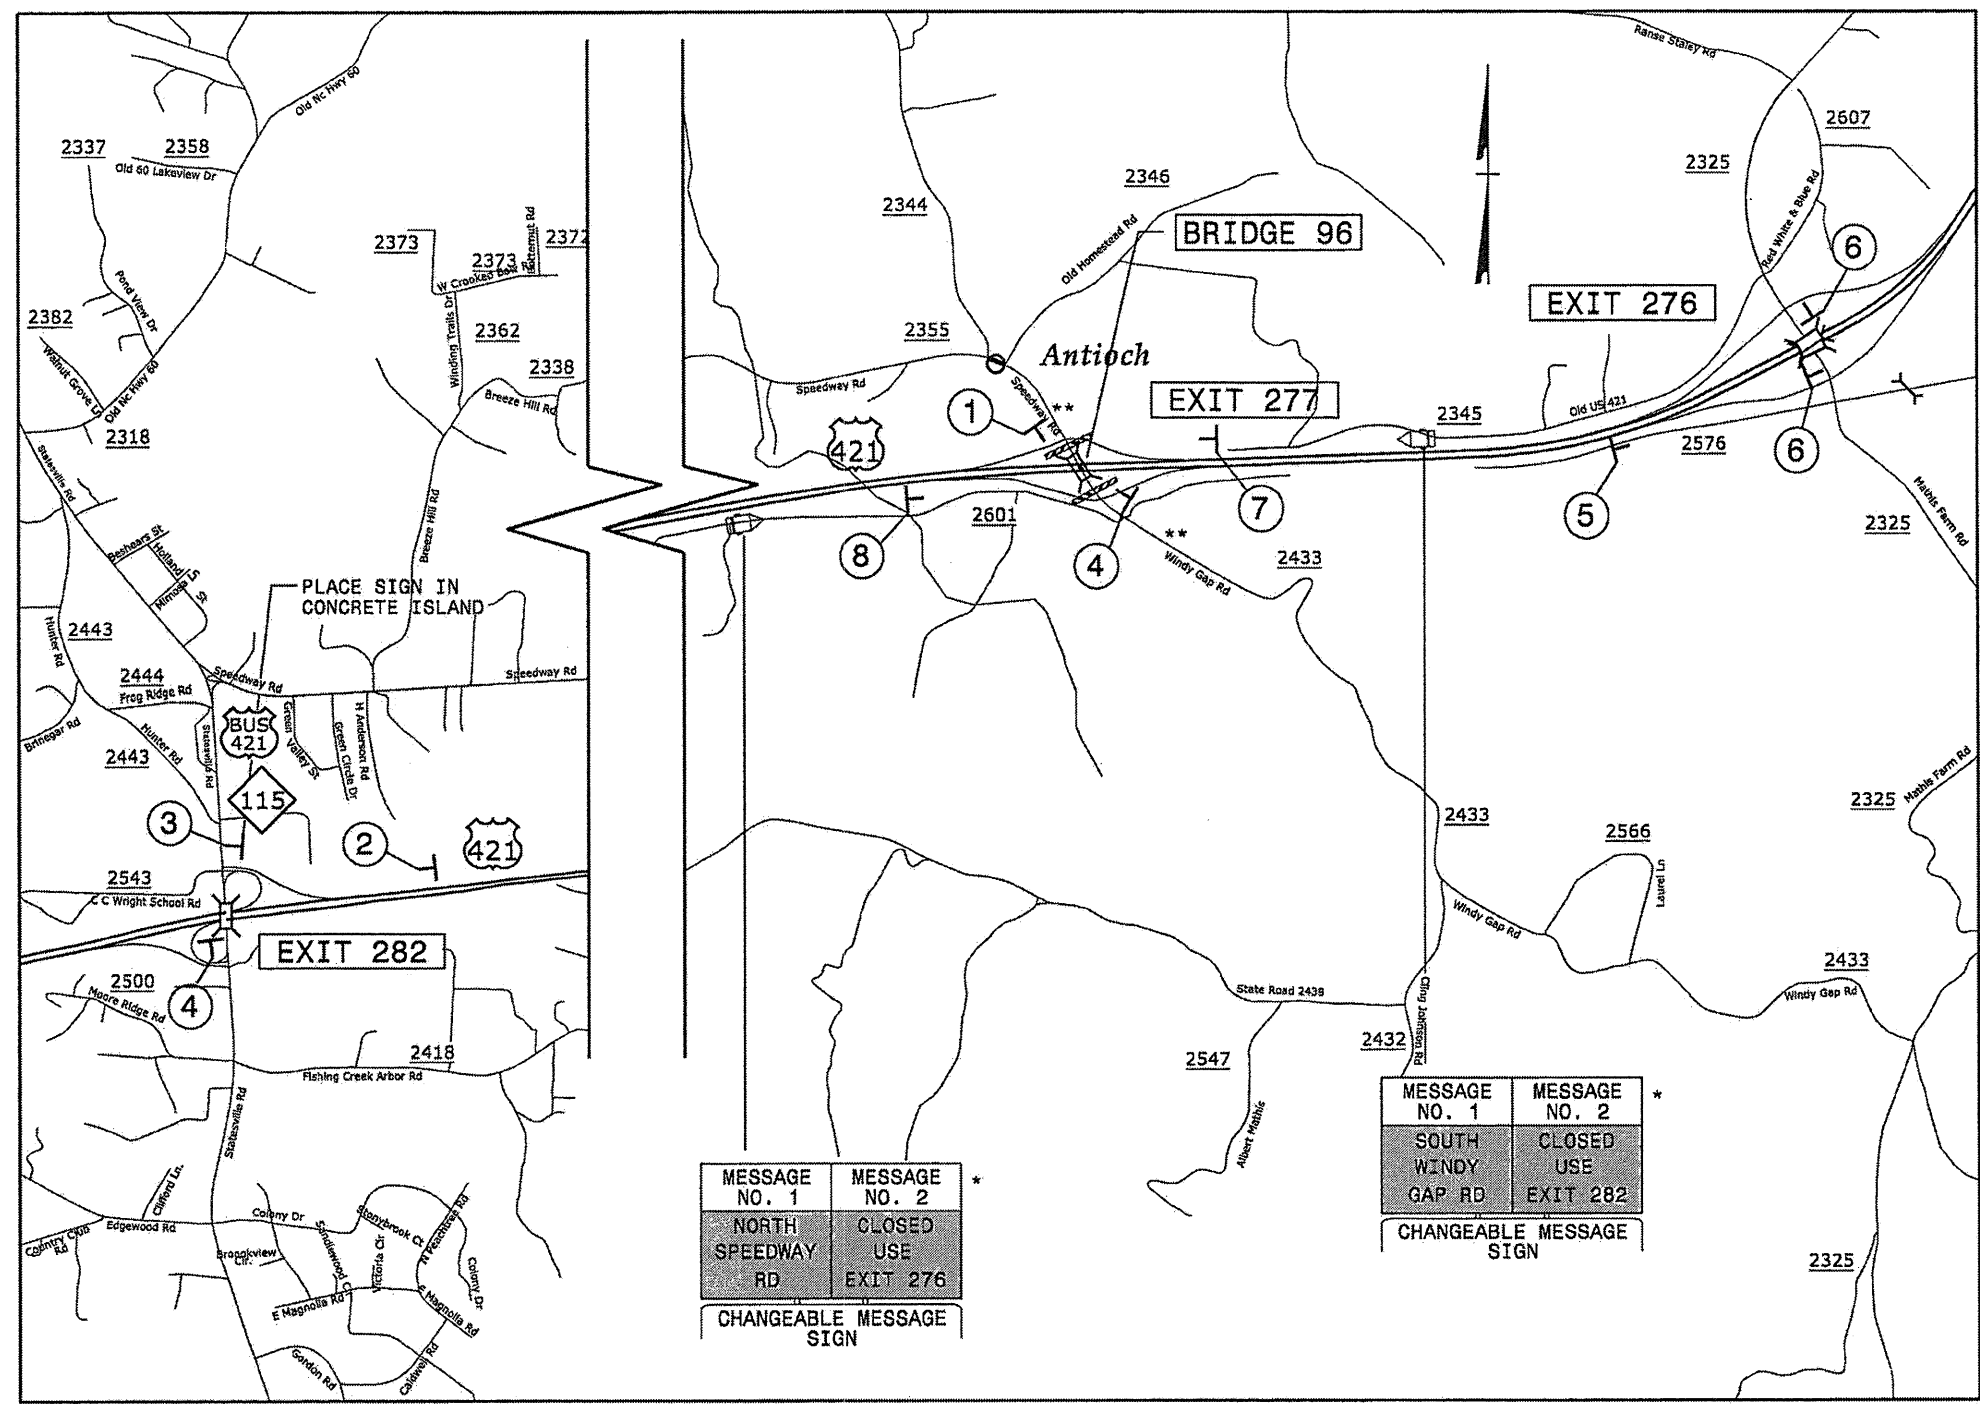 Old Nc Hwy 60
2337
2358
Old 60 Lakeview Dr
2373
2373
W Crooked Bow Rd
Butternut Rd
2372
Pond View Dr
2382
Walnut Grove Ln
Old Nc Hwy 60
2318
Winding Trails Dr
2362
2338
Breeze Hill Rd
Breeze Hill Rd
Statesville Rd
Beshears St
Holland St
Mimosa Ln
PLACE SIGN IN
CONCRETE ISLAND
Hunter Rd
2443
2444
Frog Ridge Rd
Speedway Rd
Speedway Rd
Brinegar Rd
Hunter Rd
2443
Statesville Rd
BUS
421
Green Valley St
Green Circle Dr
H Anderson Rd
115
3
2
421
2543
C C Wright School Rd
EXIT 282
2500
Moore Ridge Rd
4
2418
Fishing Creek Arbor Rd
Statesville Rd
Clifford Ln.
Country Club
Rd
Edgewood Rd
Colony Dr
Brookview
Cir.
Sandlewood Ct
Victoria Cir
Stonybrook Ct
N Peachtree Rd
Colony Dr
E Magnolia Rd
E Magnolia Rd
Gordon Rd
Caldwell Rd
Ranse Staley Rd
2607
2325
Red White & Blue Rd
2346
2344
Old Homestead Rd
BRIDGE 96
6
EXIT 276
2355
Antioch
Speedway Rd
Speedway Rd
1
**
EXIT 277
421
2345
Old US 421
2576
6
7
5
8
2601
4
**
Windy Gap Rd
2433
Mathis Farm Rd
2325
2433
2566
Laurel Ln
Windy Gap Rd
Mathis Farm Rd
2325
2433
Windy Gap Rd
State Road 2439
2432
Cling Johnson Rd
2547
Albert Mathis
2325
MESSAGE
NO. 1
MESSAGE
NO. 2
*
SOUTH
WINDY
GAP RD
CLOSED
USE
EXIT 282
CHANGEABLE MESSAGE
SIGN
MESSAGE
NO. 1
MESSAGE
NO. 2
*
NORTH
SPEEDWAY
RD
CLOSED
USE
EXIT 276
CHANGEABLE MESSAGE
SIGN